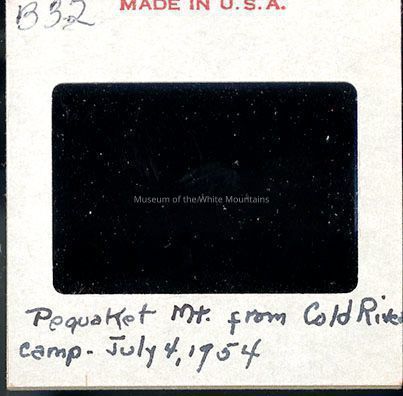 B32
MADE IN U.S.A.
Museum of the White Mountains
Pequaket Mt. from Cold River
camp - July 4, 1954